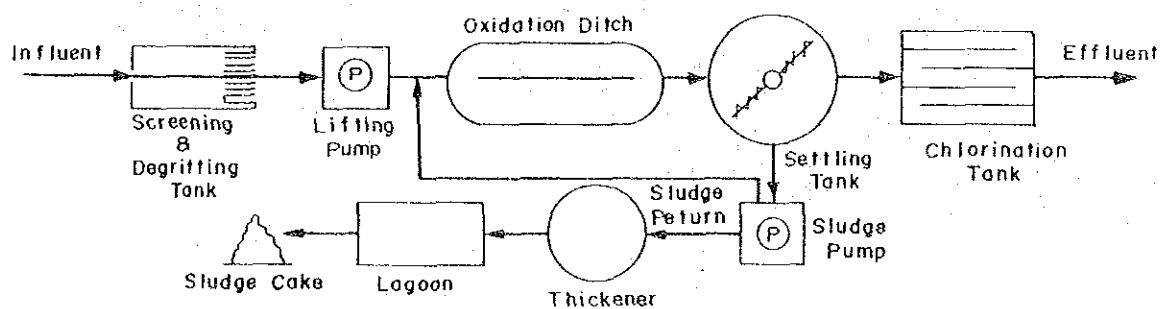 Influent
Screening
&
Degritting
Tank
P
Lifting
Pump
Oxidation Ditch
Settling
Tank
Chlorination
Tank
Effluent
Sludge
Return
P
Sludge
Pump
Thickener
Lagoon
Sludge Cake